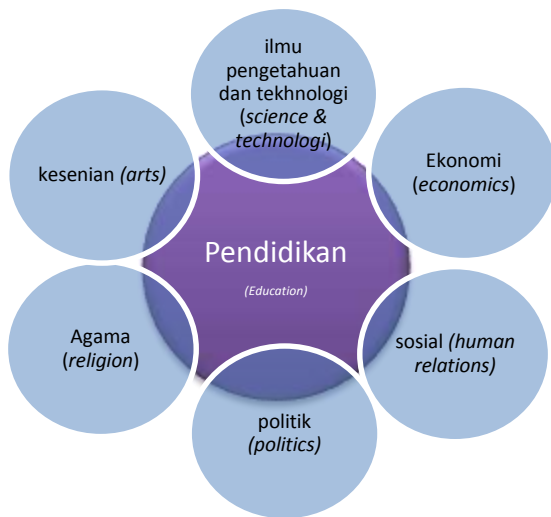 ilmu
pengetahuan
dan tekhnologi
(science &
technologi)
kesenian (arts)
Ekonomi
(economics)
Pendidikan
(Education)
Agama
(religion)
sosial (human
relations)
politik
(politics)